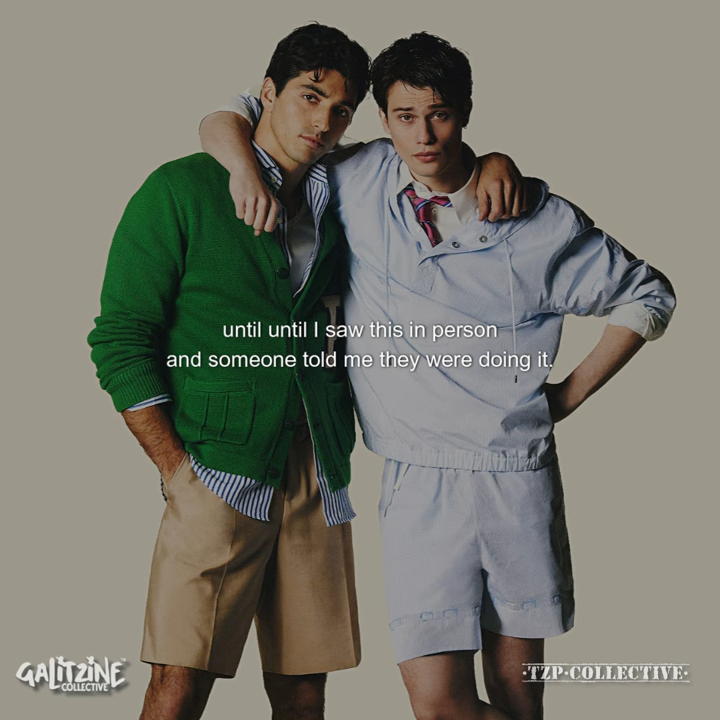 until until I saw this in person
and someone told me they were doing it.
GALITZINE
COLLECTIVE
·TZP·COLLECTIVE·